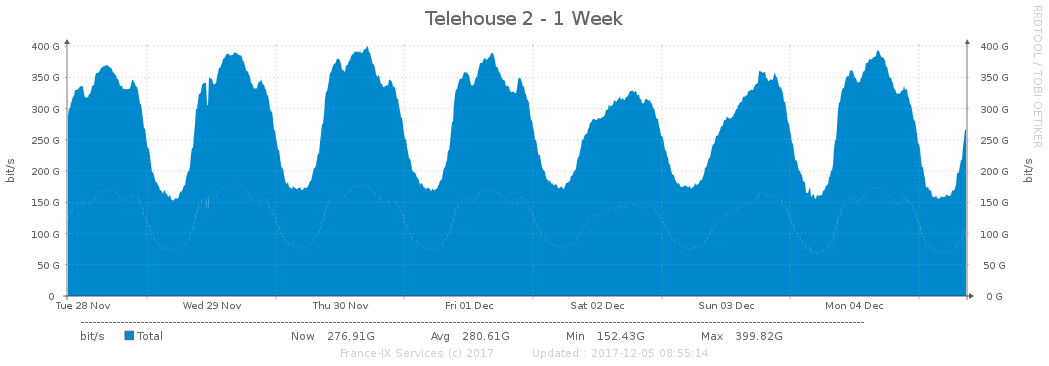 Telehouse 2 - 1 Week
RRDTOOL / TOBI OETIKER
bit/s
400 G 400 G
350 G 350 G
300 G 300 G
250 G 250 G
200 G 200 G
150 G 150 G
100 G 100 G
50 G 50 G
0 0 G
bit/s
Tue 28 Nov Wed 29 Nov Thu 30 Nov Fri 01 Dec Sat 02 Dec Sun 03 Dec Mon 04 Dec
bit/s Total Now 276.91G Avg 280.61G Min 152.43G Max 399.82G
France-IX Services (c) 2017 Updated : 2017-12-05 08:55:14